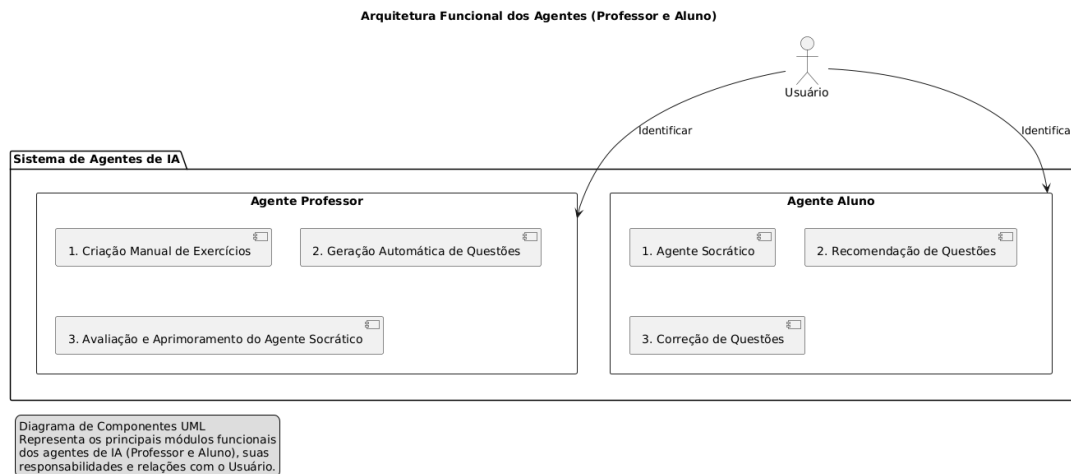 Arquitetura Funcional dos Agentes (Professor e Aluno)
Usuário
Identificar
Identifica
Sistema de Agentes de IA
Agente Professor
1. Criação Manual de Exercícios
2. Geração Automática de Questões
3. Avaliação e Aprimoramento do Agente Socrático
Agente Aluno
1. Agente Socrático
2. Recomendação de Questões
3. Correção de Questões
Diagrama de Componentes UML
Representa os principais módulos funcionais
dos agentes de IA (Professor e Aluno), suas
responsabilidades e relações com o Usuário.